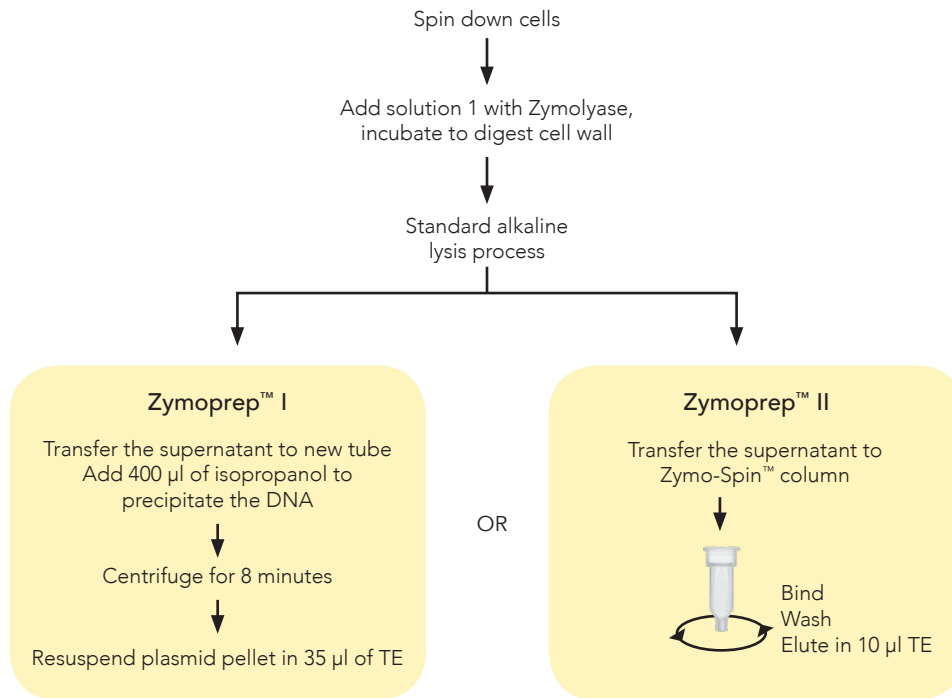 Spin down cells
Add solution 1 with Zymolyase,
incubate to digest cell wall
Standard alkaline
lysis process
Zymoprep™ I
Transfer the supernatant to new tube
Add 400 µl of isopropanol to
precipitate the DNA
Centrifuge for 8 minutes
Resuspend plasmid pellet in 35 µl of TE
OR
Zymoprep™ II
Transfer the supernatant to
Zymo-Spin™ column
Bind
Wash
Elute in 10 µl TE